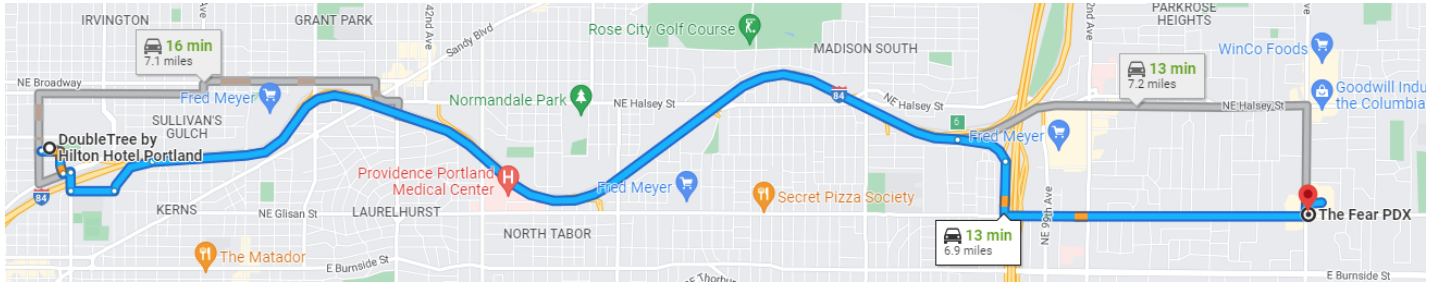 IRVINGTON
GRANT PARK
42nd Ave
Sandy Blvd
16 min
7.1 miles
NE Broadway
Fred Meyer
SULLIVAN'S
GULCH
DoubleTree by
Hilton Hotel Portland
84
KERNS
NE Glisan St
LAURELHURST
The Matador
Providence Portland
Medical Center
H
Normandale Park
NORTH TABOR
E Burnside St
Rose City Golf Course
MADISON SOUTH
NE Halsey St
84
NE Halsey St
6
Fred Meyer
Secret Pizza Society
13 min
6.9 miles
Fred Meyer
NE 99th Ave
PARKROSE
HEIGHTS
13 min
7.2 miles
NE Halsey St
WinCo Foods
Goodwill Indu
the Columbia
The Fear PDX
E Burnside St